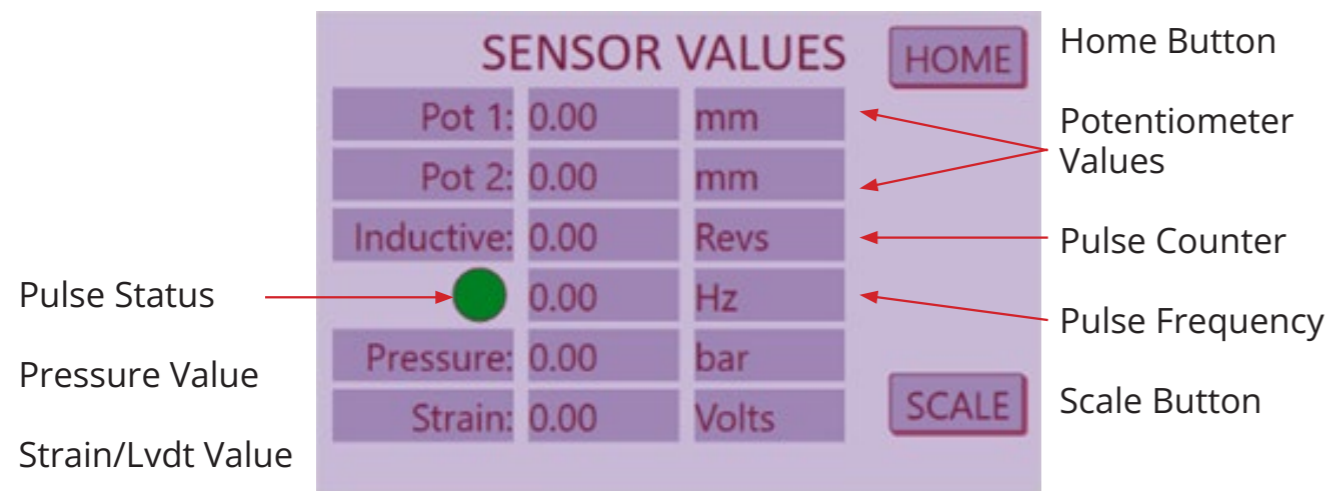 SENSOR VALUES
HOME
Home Button
Pot 1: 0.00 mm
Potentiometer
Values
Pot 2: 0.00 mm
Inductive: 0.00 Revs
Pulse Counter
Pulse Status
0.00 Hz
Pulse Frequency
Pressure Value
Pressure: 0.00 bar
Strain: 0.00 Volts
SCALE
Scale Button
Strain/Lvdt Value